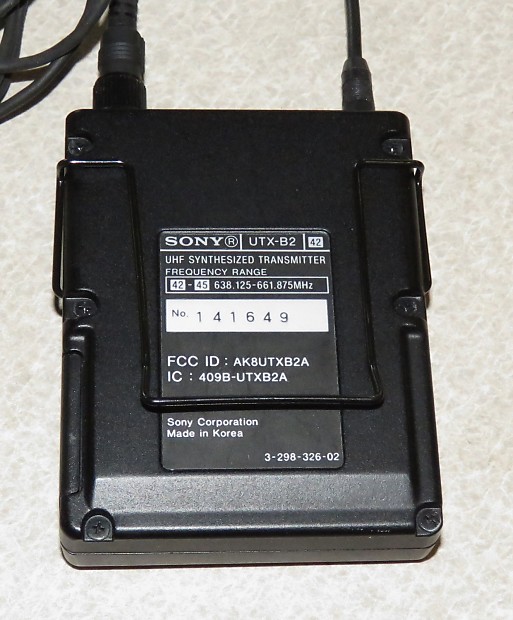 SONY® UTX-B2 42
UHF SYNTHESIZED TRANSMITTER
FREQUENCY RANGE
42 - 45 638.125-661.875MHz
No. 141649
FCC ID : AK8UTXB2A
IC : 409B-UTXB2A
Sony Corporation
Made in Korea
3-298-326-02